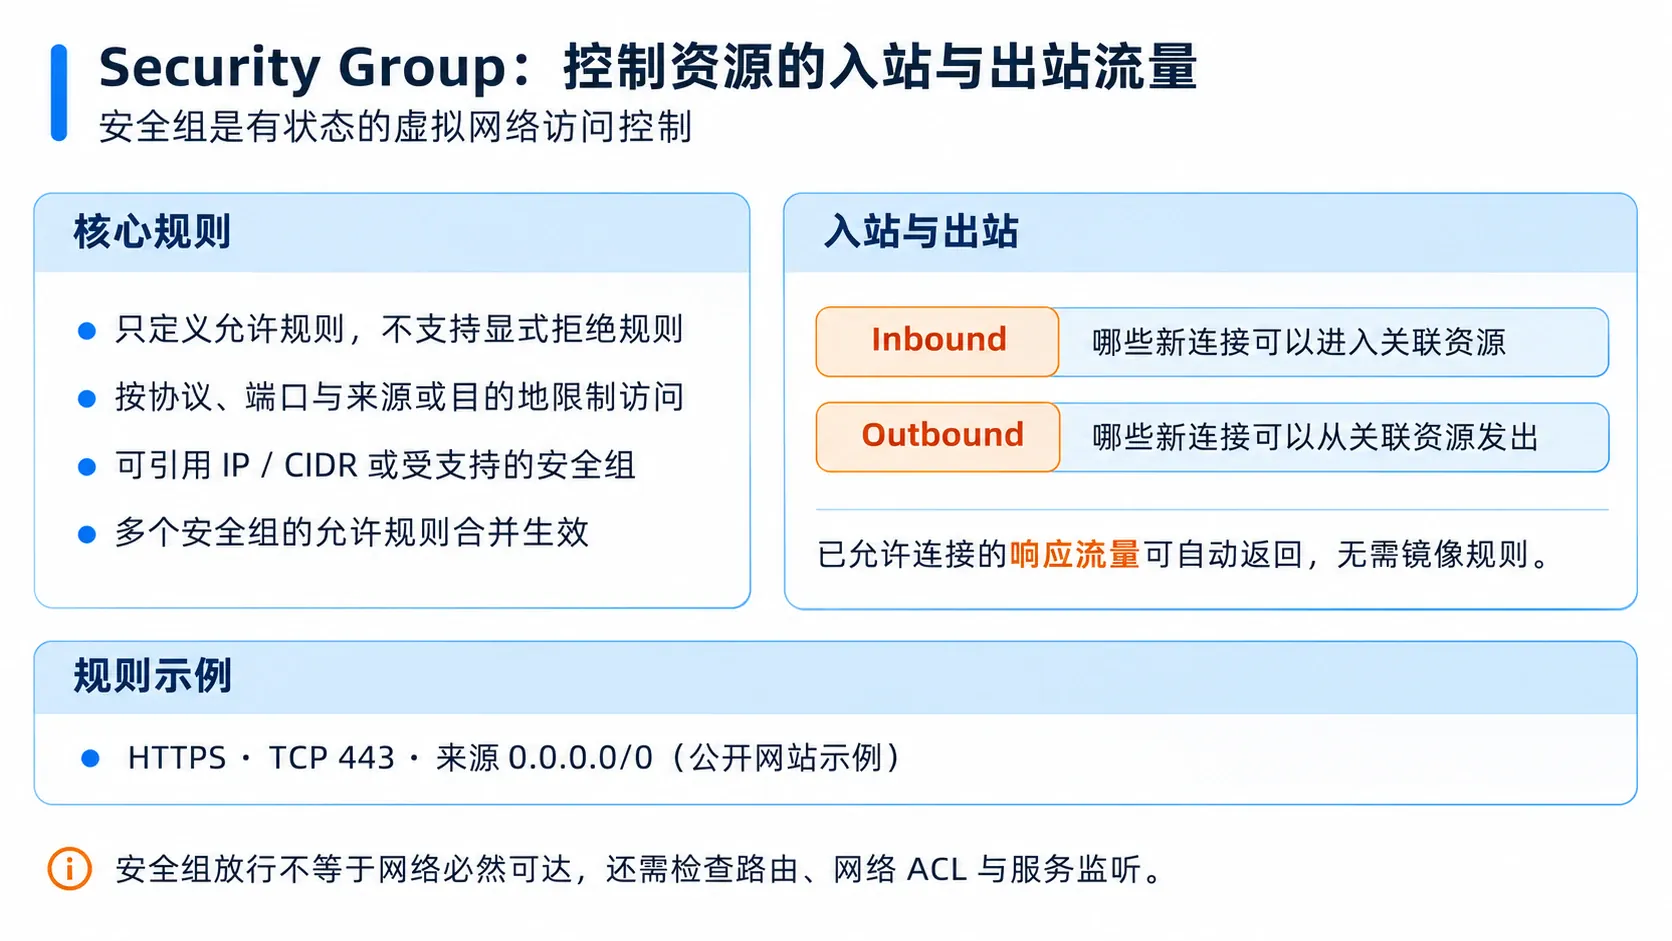 Security Group：控制资源的入站与出站流量
安全组是有状态的虚拟网络访问控制
核心规则
只定义允许规则，不支持显式拒绝规则
按协议、端口与来源或目的地限制访问
可引用 IP / CIDR 或受支持的安全组
多个安全组的允许规则合并生效
入站与出站
Inbound 哪些新连接可以进入关联资源
Outbound 哪些新连接可以从关联资源发出
已允许连接的响应流量可自动返回，无需镜像规则。
规则示例
HTTPS · TCP 443 · 来源 0.0.0.0/0（公开网站示例）
安全组放行不等于网络必然可达，还需检查路由、网络 ACL 与服务监听。